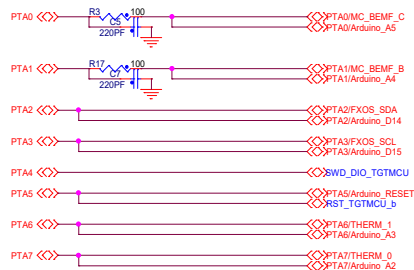 R3 100
PTA0 PTA0/MC_BEMF_C
C5 PTA0/Arduino_A5
220PF
R17 100
PTA1 PTA1/MC_BEMF_B
C7 PTA1/Arduino_A4
220PF
PTA2 PTA2/FXOS_SDA
PTA2/Arduino_D14
PTA3 PTA3/FXOS_SCL
PTA3/Arduino_D15
PTA4 SWD_DIO_TGTMCU
PTA5 PTA5/Arduino_RESET
RST_TGTMCU_b
PTA6 PTA6/THERM_1
PTA6/Arduino_A3
PTA7 PTA7/THERM_0
PTA7/Arduino_A2